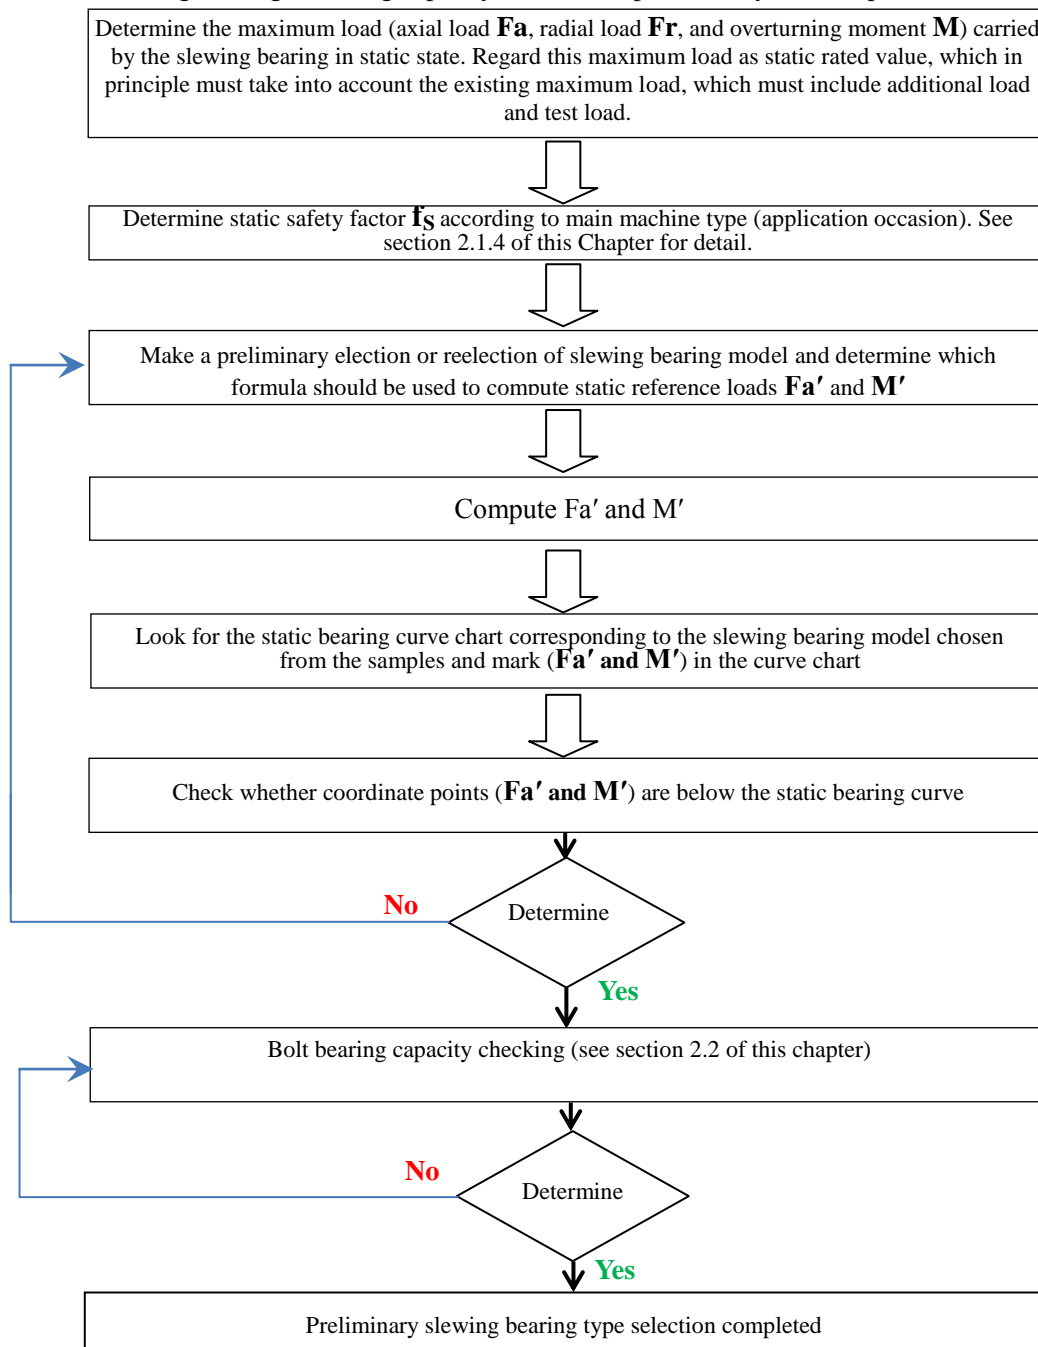 Determine the maximum load (axial load Fa, radial load Fr, and overturning moment M) carried
by the slewing bearing in static state. Regard this maximum load as static rated value, which in
principle must take into account the existing maximum load, which must include additional load
and test load.
Determine static safety factor fS according to main machine type (application occasion). See
section 2.1.4 of this Chapter for detail.
Make a preliminary election or reelection of slewing bearing model and determine which
formula should be used to compute static reference loads Fa′ and M′
Compute Fa′ and M′
Look for the static bearing curve chart corresponding to the slewing bearing model chosen
from the samples and mark (Fa′ and M′) in the curve chart
Check whether coordinate points (Fa′ and M′) are below the static bearing curve
No
Determine
Yes
Bolt bearing capacity checking (see section 2.2 of this chapter)
No
Determine
Yes
Preliminary slewing bearing type selection completed